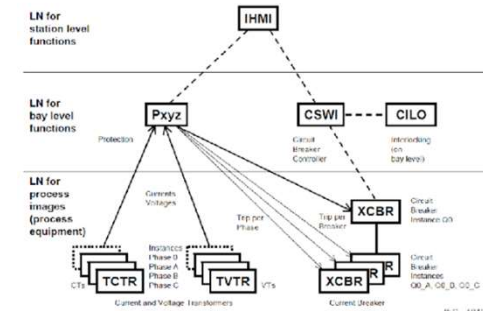 LN for
station level
functions
IHMI
LN for
bay level
functions
Pxyz
CSWI
CILO
Protection
Circuit
Breaker
Controller
Interlocking
(on
bay level)
LN for
process
images
(process
equipment)
Currents
Voltages
Trip per
Phase
Trip per
Breaker
XCBR
Circuit
Breaker
Instance Q0
Instances
Phase 0
Phase A
Phase B
Phase C
CTs
TCTR
TVTR
VTs
XCBR
R
R
Circuit
Breaker
Instances
Q0_A, Q0_B, Q0_C
Current and Voltage Transformers
Current Breaker